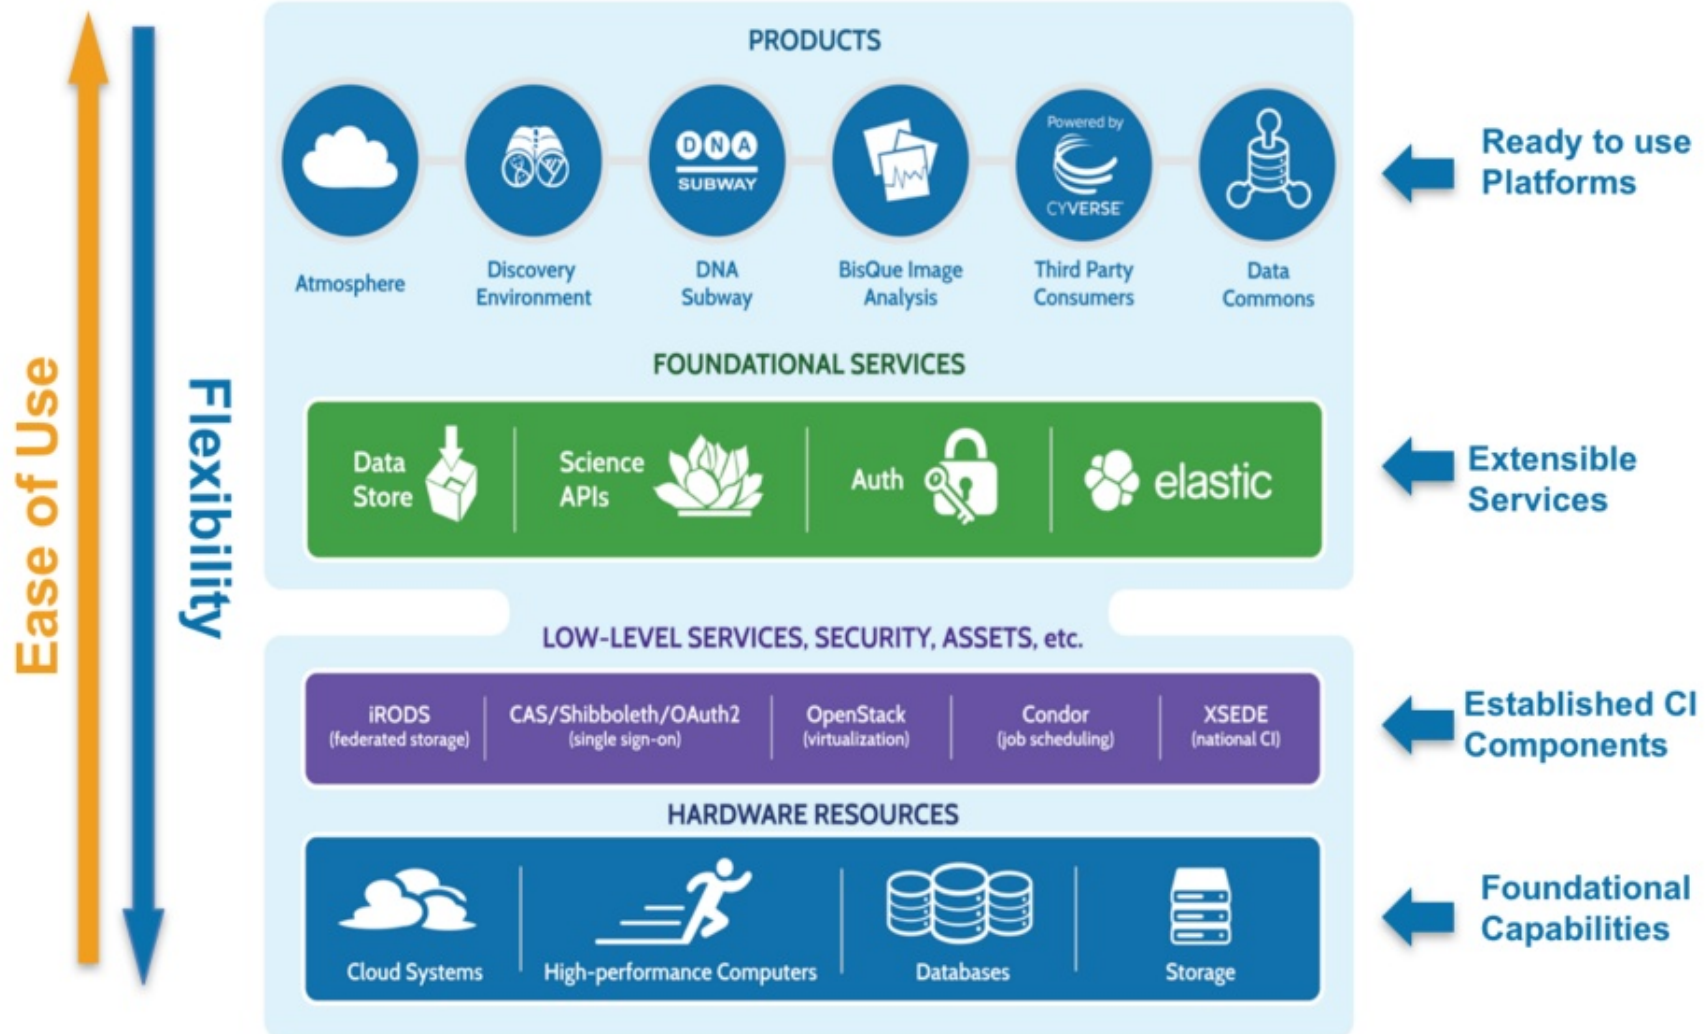 PRODUCTS
Powered by
CYVERSE
DNA
SUBWAY
Atmosphere
Discovery
Environment
DNA
Subway
BisQue Image
Analysis
Third Party
Consumers
Data
Commons
Ready to use
Platforms
FOUNDATIONAL SERVICES
Data
Store
Science
APIs
Auth
elastic
Extensible
Services
Ease of Use
Flexibility
LOW-LEVEL SERVICES, SECURITY, ASSETS, etc.
iRODS
(federated storage)
CAS/Shibboleth/OAuth2
(single sign-on)
OpenStack
(virtualization)
Condor
(job scheduling)
XSEDE
(national CI)
Established CI
Components
HARDWARE RESOURCES
Cloud Systems
High-performance Computers
Databases
Storage
Foundational
Capabilities